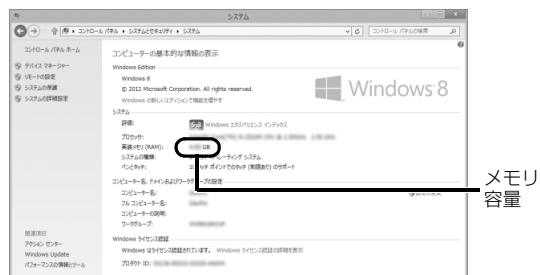 システム
コントロール パネル ▸ システムとセキュリティ ▸ システム
コントロール パネルの検索
コントロール パネル ホーム
デバイス マネージャー
リモートの設定
システムの保護
システムの詳細設定
コンピューターの基本的な情報の表示
Windows Edition
Windows 8
© 2012 Microsoft Corporation. All rights reserved.
Windows の新しいエディションで機能を増やす
Windows 8
システム
評価:
5.8 Windows エクスペリエンス インデックス
プロセッサ:
実装メモリ (RAM):
GB
システムの種類:
オペレーティング システム
ペンとタッチ:
タッチ ポイントでのタッチ (制限あり) のサポート
メモリ
容量
コンピューター名、ドメインおよびワークグループの設定
コンピューター名:
フル コンピューター名:
コンピューターの説明:
ワークグループ:
Windows ライセンス認証
Windows はライセンス認証されています。 Windows ライセンス認証の詳細を表示
プロダクト ID:
関連項目
アクション センター
Windows Update
パフォーマンスの情報とツール